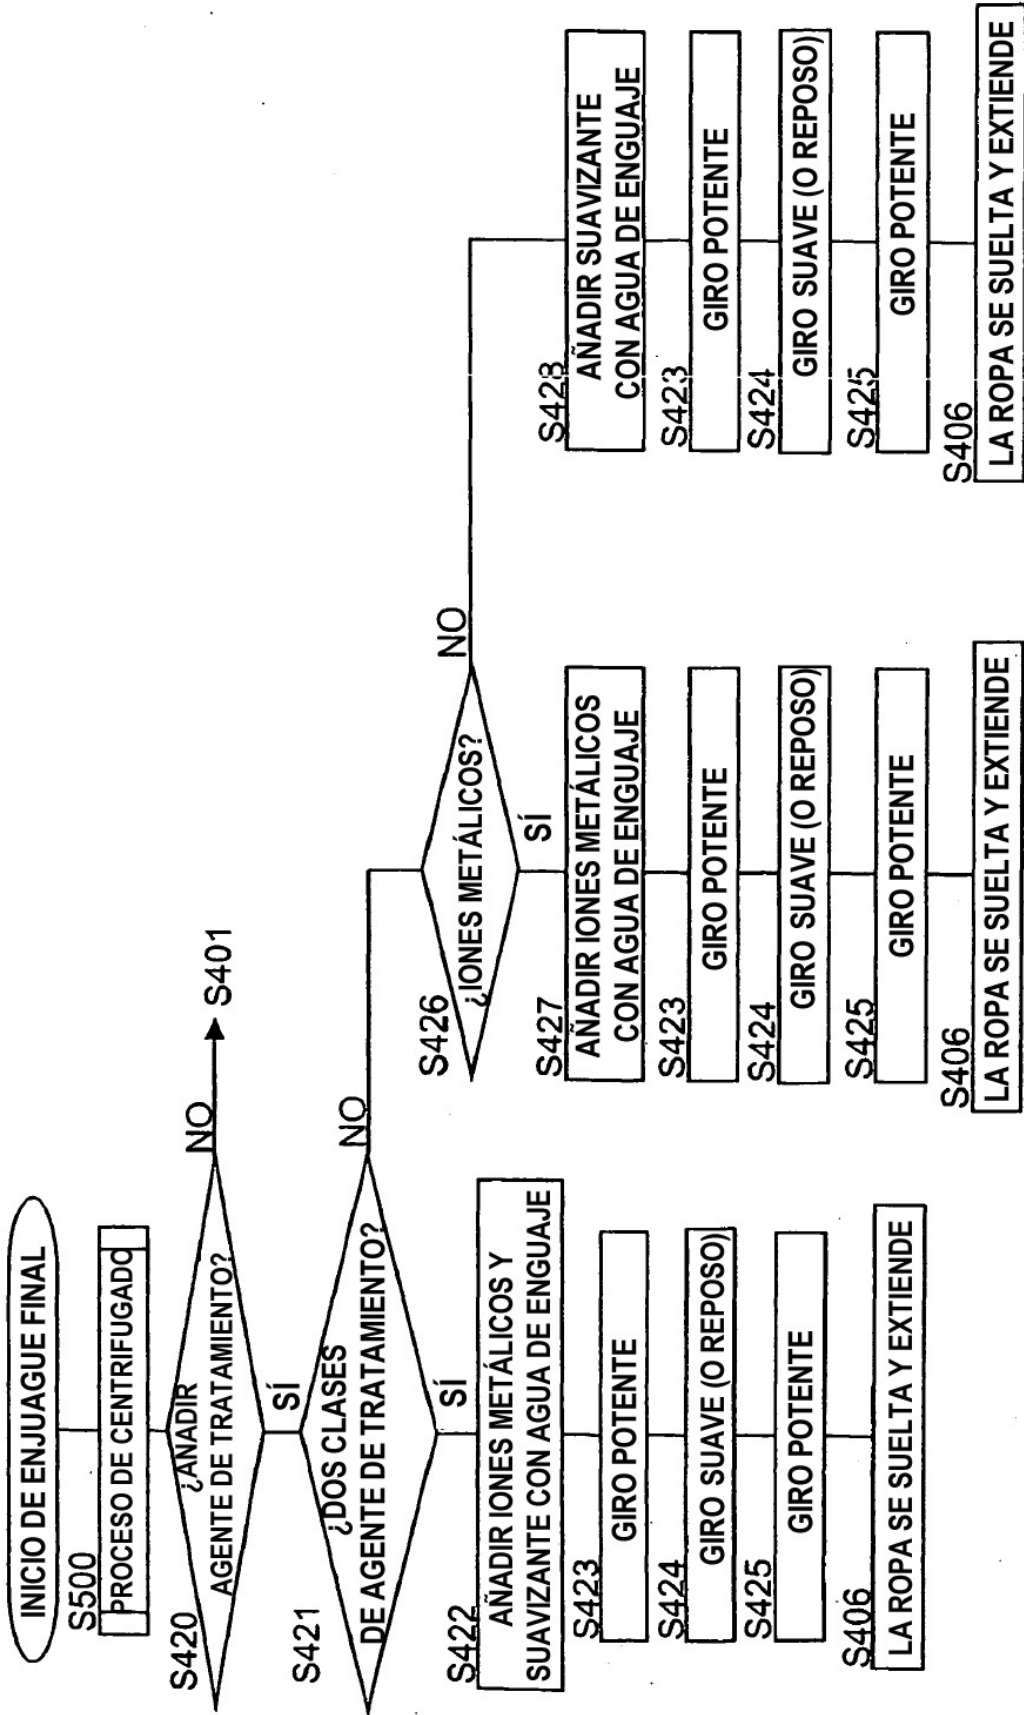 INICIO DE ENJUAGUE FINAL
S500
PROCESO DE CENTRIFUGADO
S420
¿AÑADIR
AGENTE DE TRATAMIENTO?
NO
S401
SÍ
S421
¿DOS CLASES
DE AGENTE DE TRATAMIENTO?
NO
SÍ
S422
AÑADIR IONES METÁLICOS Y
SUAVIZANTE CON AGUA DE ENGUAJE
S423
GIRO POTENTE
S424
GIRO SUAVE (O REPOSO)
S425
GIRO POTENTE
S406
LA ROPA SE SUELTA Y EXTIENDE
S426
¿IONES METÁLICOS?
NO
SÍ
S427
AÑADIR IONES METÁLICOS
CON AGUA DE ENGUAJE
S423
GIRO POTENTE
S424
GIRO SUAVE (O REPOSO)
S425
GIRO POTENTE
S406
LA ROPA SE SUELTA Y EXTIENDE
S428
AÑADIR SUAVIZANTE
CON AGUA DE ENGUAJE
S423
GIRO POTENTE
S424
GIRO SUAVE (O REPOSO)
S425
GIRO POTENTE
S406
LA ROPA SE SUELTA Y EXTIENDE